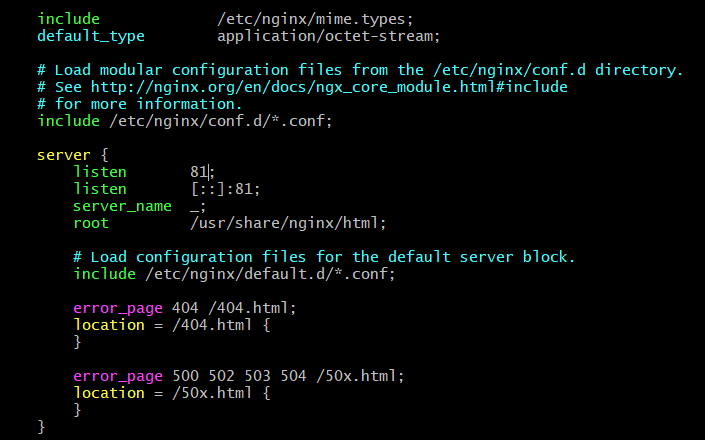 include             /etc/nginx/mime.types;
default_type        application/octet-stream;
# Load modular configuration files from the /etc/nginx/conf.d directory.
# See http://nginx.org/en/docs/ngx_core_module.html#include
# for more information.
include /etc/nginx/conf.d/*.conf;
server {
listen       81;
listen       [::]:81;
server_name  _;
root         /usr/share/nginx/html;
# Load configuration files for the default server block.
include /etc/nginx/default.d/*.conf;
error_page 404 /404.html;
location = /404.html {
}
error_page 500 502 503 504 /50x.html;
location = /50x.html {
}
}